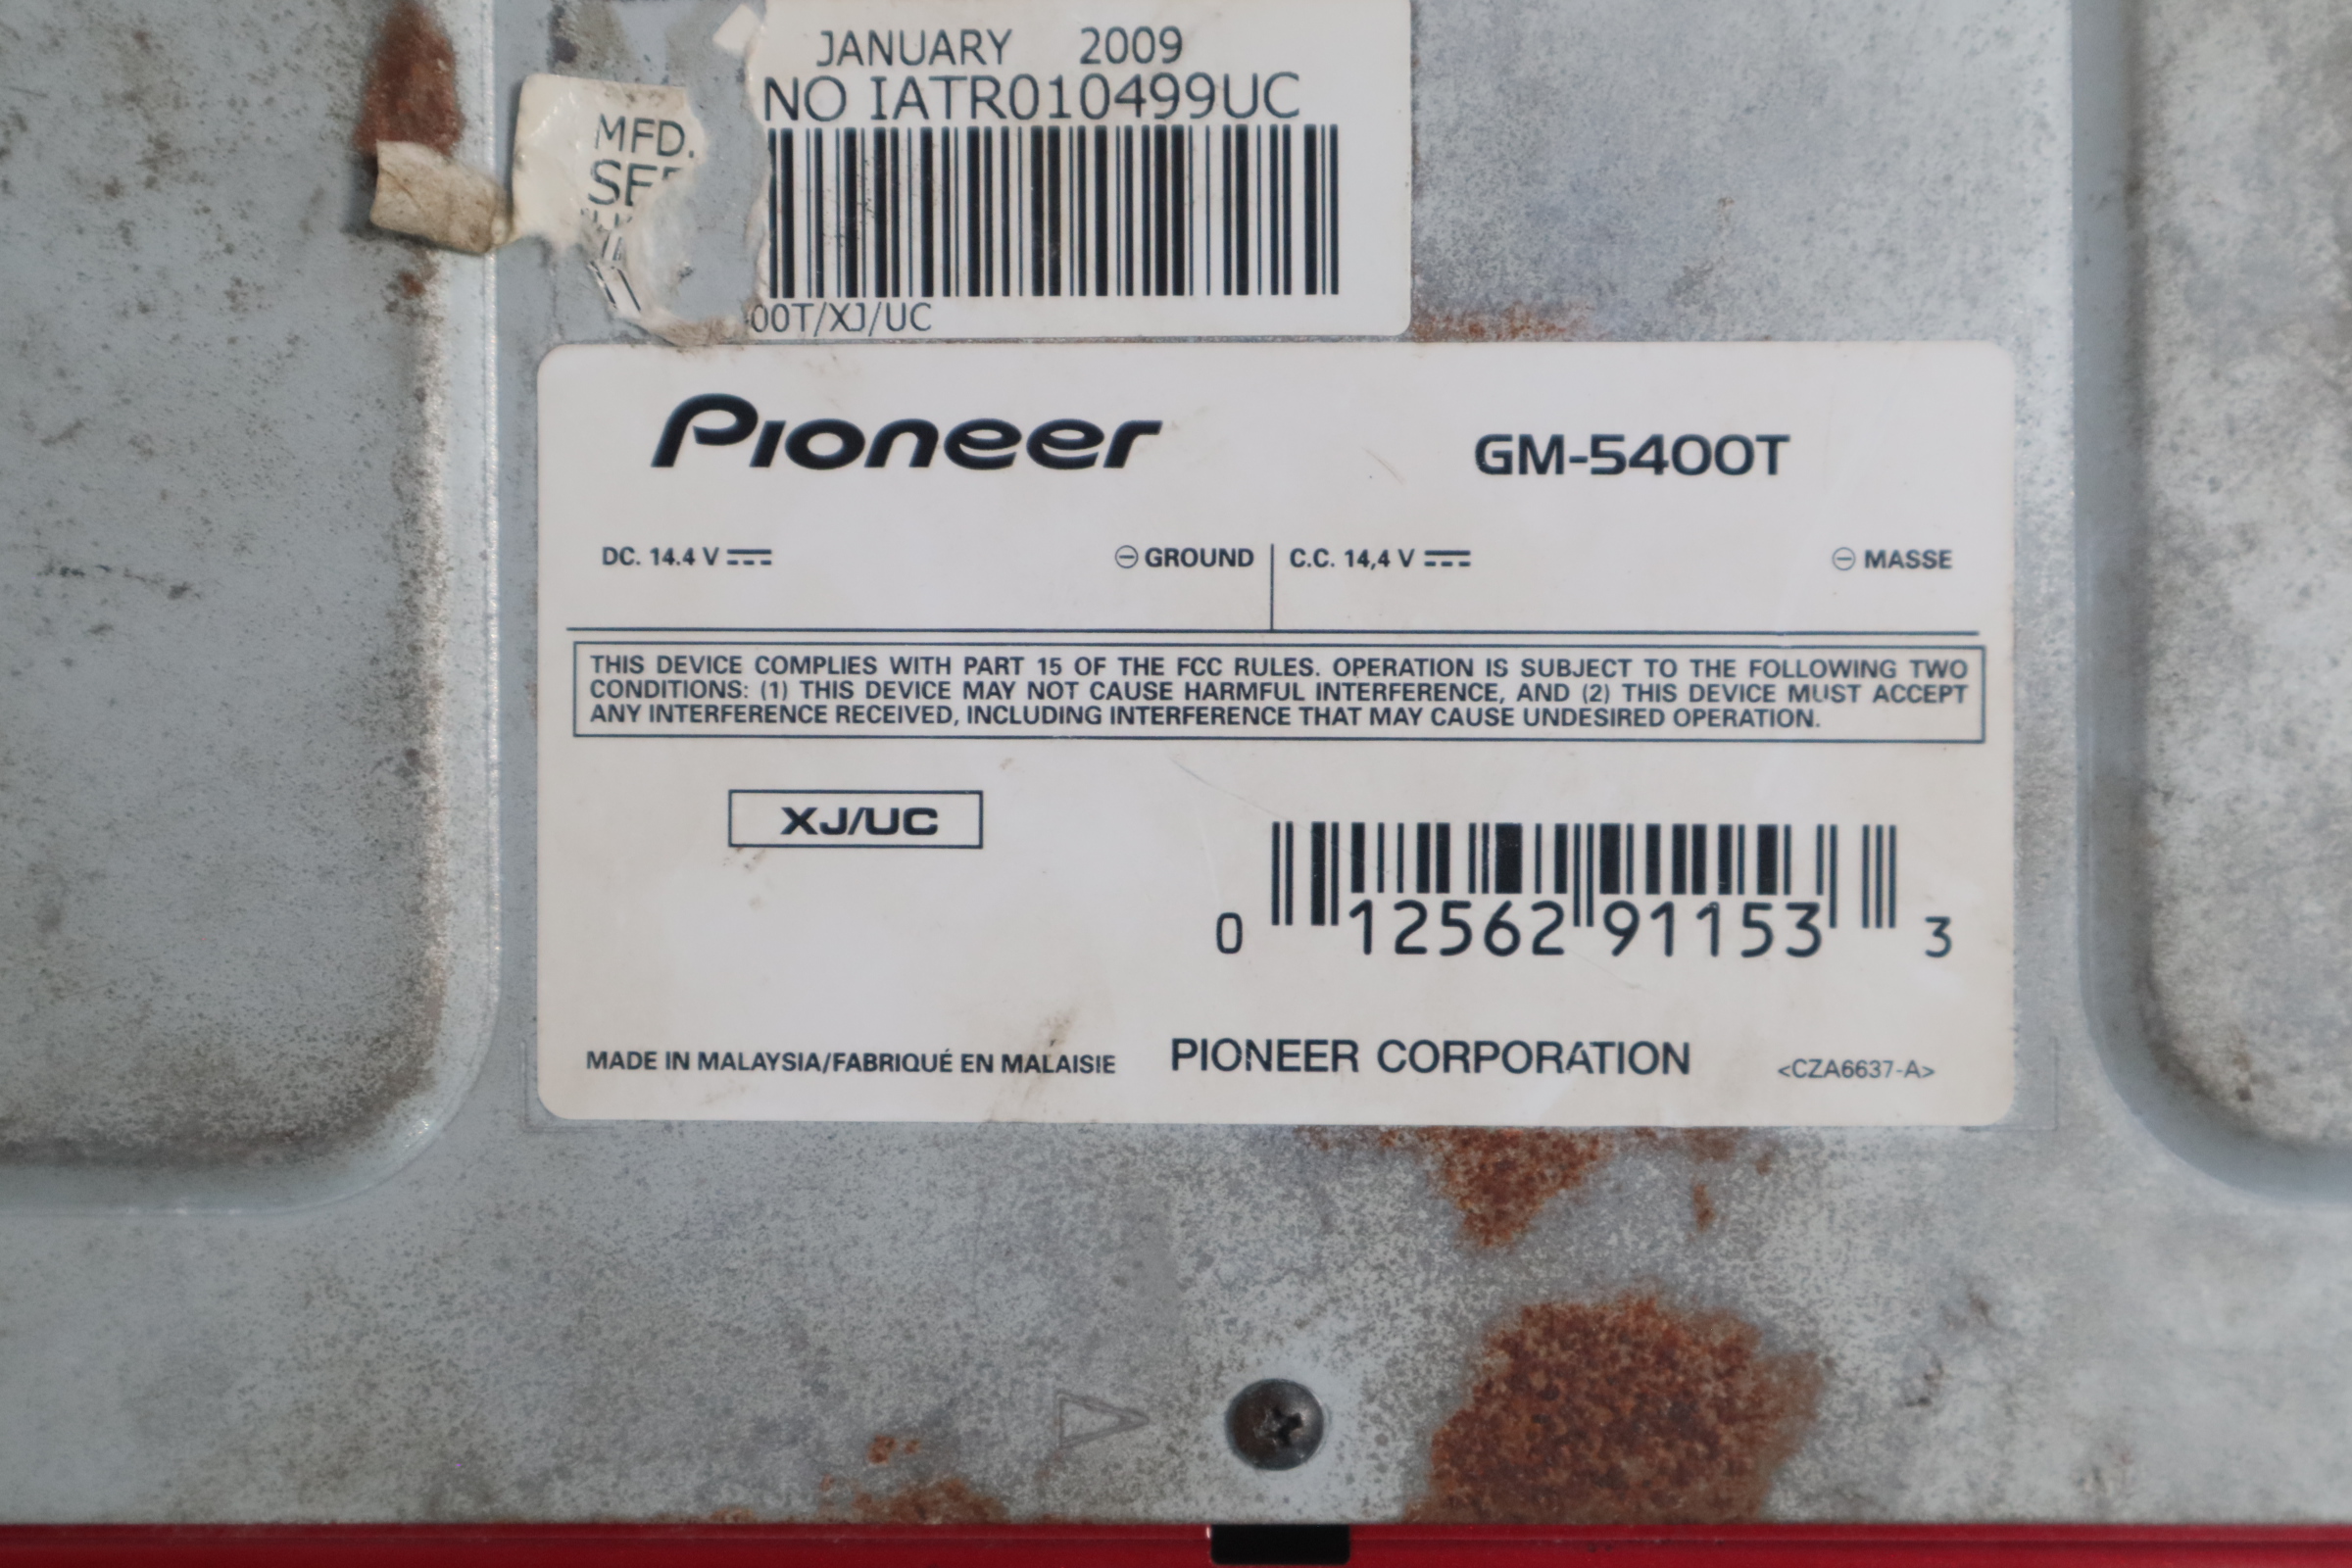 JANUARY 2009
NO IATR010499UC
MFD.
00T/XJ/UC
Pioneer
GM-5400T
DC. 14.4 V GROUND
C.C. 14,4 V MASSE
THIS DEVICE COMPLIES WITH PART 15 OF THE FCC RULES. OPERATION IS SUBJECT TO THE FOLLOWING TWO
CONDITIONS: (1) THIS DEVICE MAY NOT CAUSE HARMFUL INTERFERENCE, AND (2) THIS DEVICE MUST ACCEPT
ANY INTERFERENCE RECEIVED, INCLUDING INTERFERENCE THAT MAY CAUSE UNDESIRED OPERATION.
XJ/UC
0 12562 91153 3
MADE IN MALAYSIA/FABRIQUÉ EN MALAISIE
PIONEER CORPORATION
<CZA6637-A>